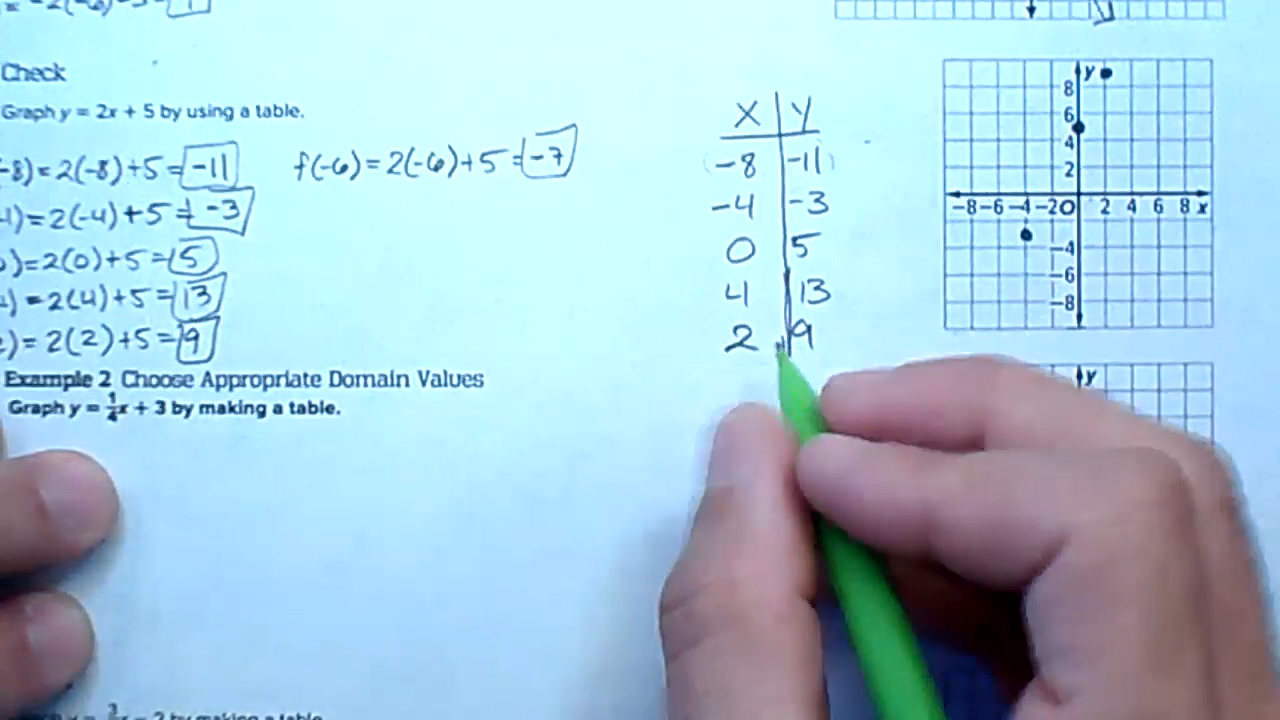 Check
Graph y = 2x + 5 by using a table.
-8) = 2(-8)+5 = -11
f(-6) = 2(-6)+5 = -7
) = 2(-4)+5 = -3
) = 2(0)+5 = 5
) = 2(4)+5 = 13
) = 2(2)+5 = 9
X Y
-8 -11
-4 -3
0 5
4 13
2 9
y
8
6
4
2
-8 -6 -4 -2 O 2 4 6 8 x
-4
-6
-8
Example 2 Choose Appropriate Domain Values
Graph y = 1/4x + 3 by making a table.
y
by making a table.